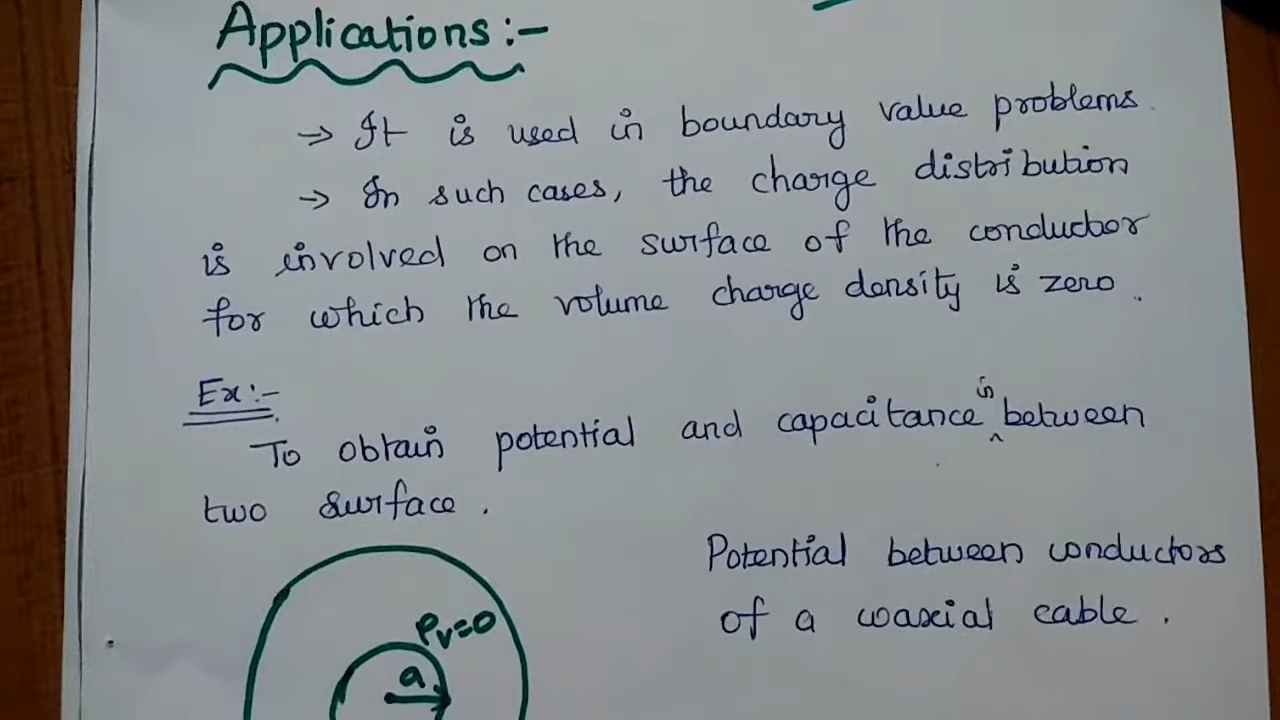 Applications :-
→ It is used in boundary value problems.
→ In such cases, the charge distribution
is involved on the surface of the conductor
for which the volume charge density is zero.
Ex :-
To obtain potential and capacitance in between
two surface.
Potential between conductors
of a coaxial cable.
ρv=0
a